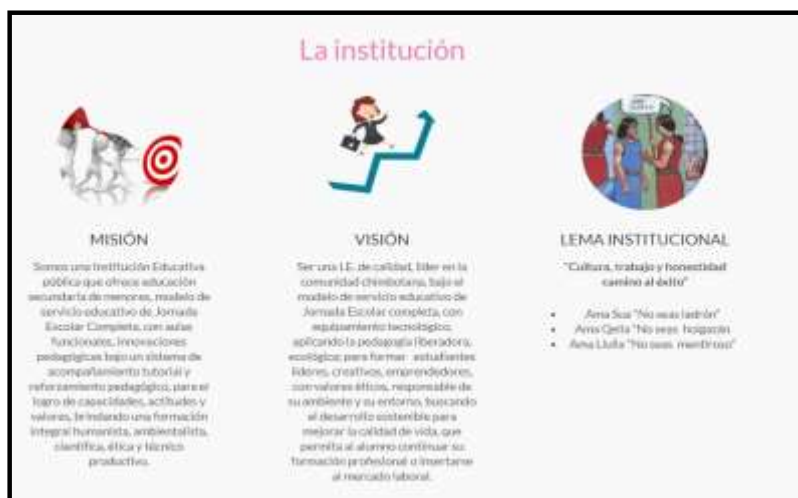 La institución
MISIÓN
Somos una Institución Educativa
pública que ofrece educación
secundaria de menores, modelo de
servicio educativo de Jornada
Escolar Completa, con aulas
funcionales, innovaciones
pedagógicas bajo un sistema de
acompañamiento tutorial y
reforzamiento pedagógico, para el
logro de capacidades, actitudes y
valores, brindando una formación
integral humanista, ambientalista,
científica, ética y técnico
productivo.
VISIÓN
Ser una I.E. de calidad, líder en la
comunidad chimbotana, bajo el
modelo de servicio educativo de
Jornada Escolar completa, con
equipamiento tecnológico,
aplicando la pedagogía liberadora,
ecológico; para formar estudiantes
líderes, creativos, emprendedores,
con valores éticos, responsable de
su ambiente y su entorno, buscando
el desarrollo sostenible para
mejorar la calidad de vida, que
permita al alumno continuar su
formación profesional o insertarse
al mercado laboral.
LEMA INSTITUCIONAL
"Cultura, trabajo y honestidad
camino al éxito"
• Ama Sua "No seas ladrón"
• Ama Qella "No seas holgazán
• Ama Llulla "No seas mentiroso"